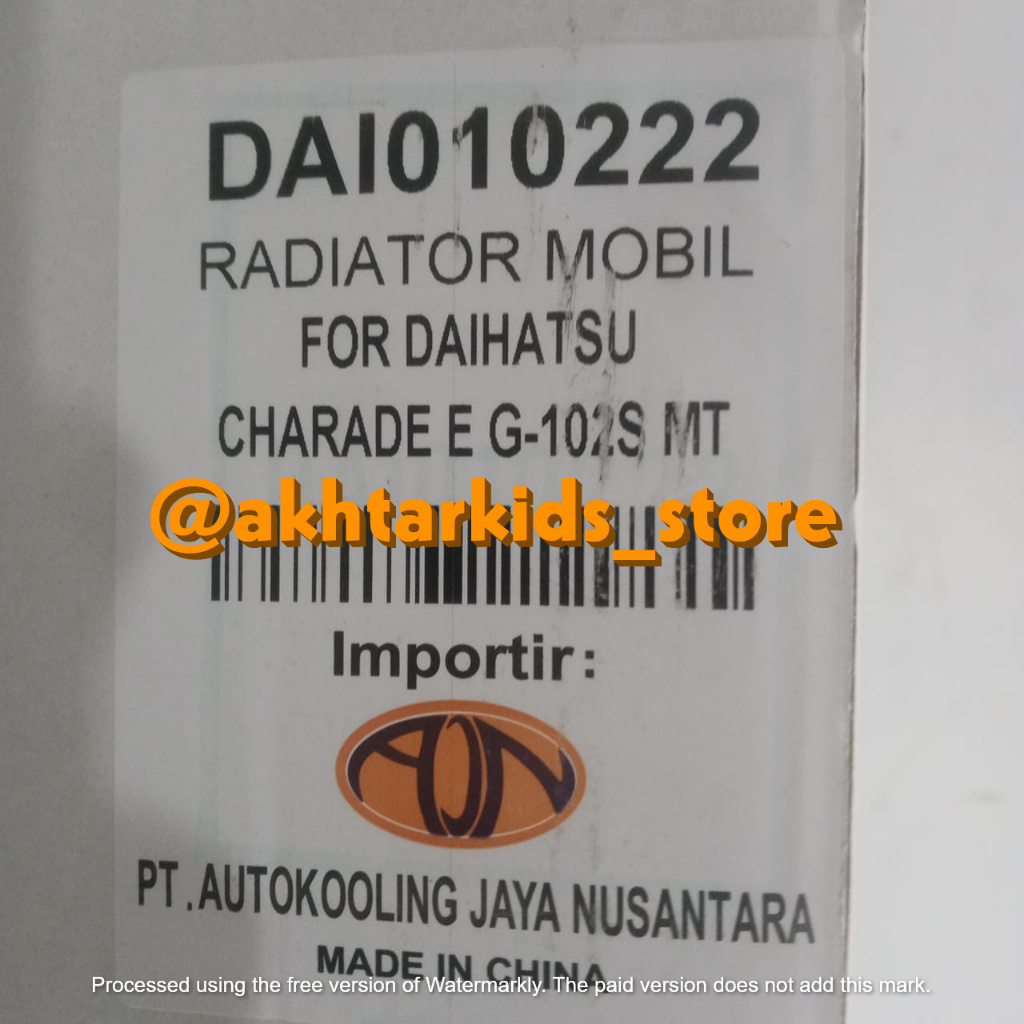 DAI010222
RADIATOR MOBIL
FOR DAIHATSU
CHARADE E G-102S MT
@akhtarkids_store
Importir:
AJN
PT.AUTOKOOLING JAYA NUSANTARA
MADE IN CHINA
Processed using the free version of Watermarkly. The paid version does not add this mark.